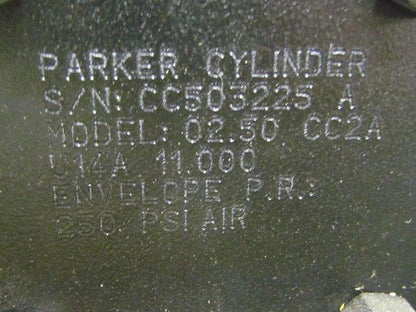 PARKER CYLINDER
S/N: CC503225 A
MODEL: 02.50 CC2A
U14A 11.000
ENVELOPE P.R.:
250 PSI AIR